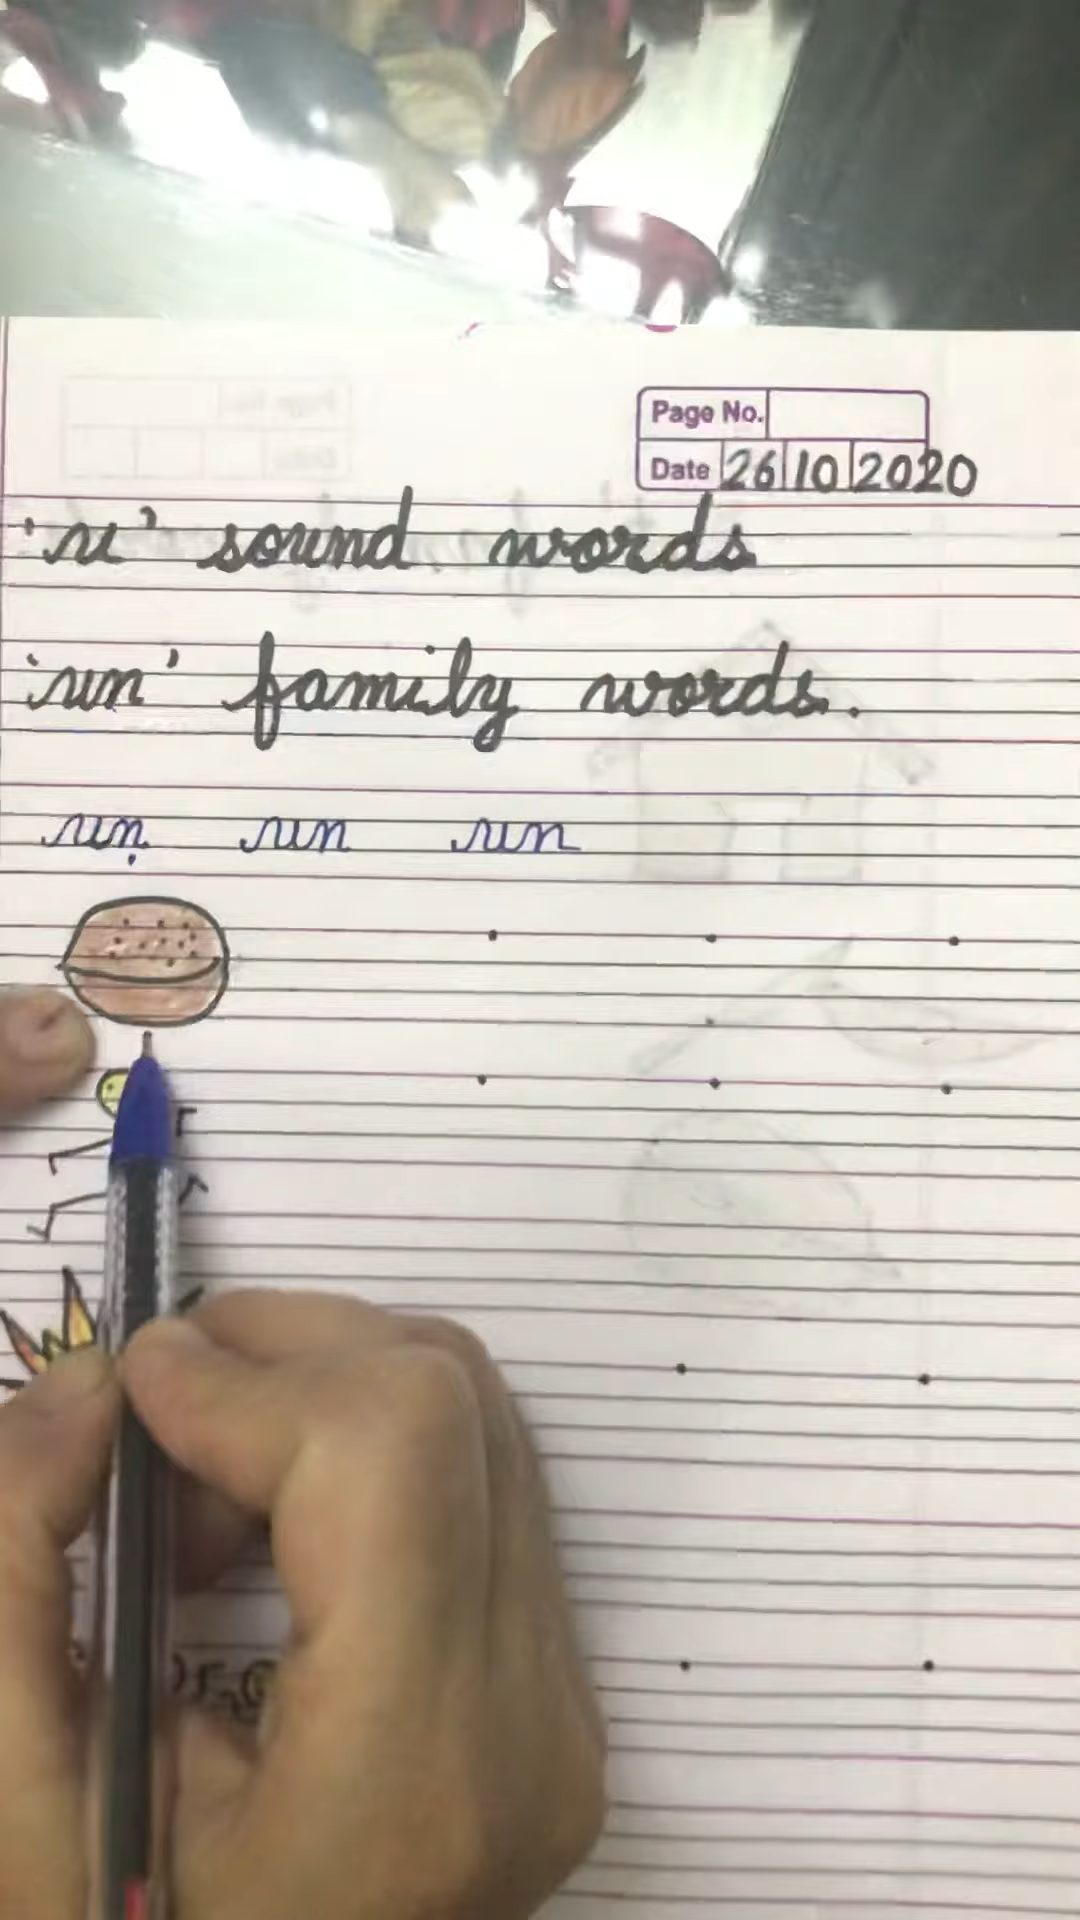 Page No.
Date 26 10 2020
'u' sound words
'un' family words.
un un un